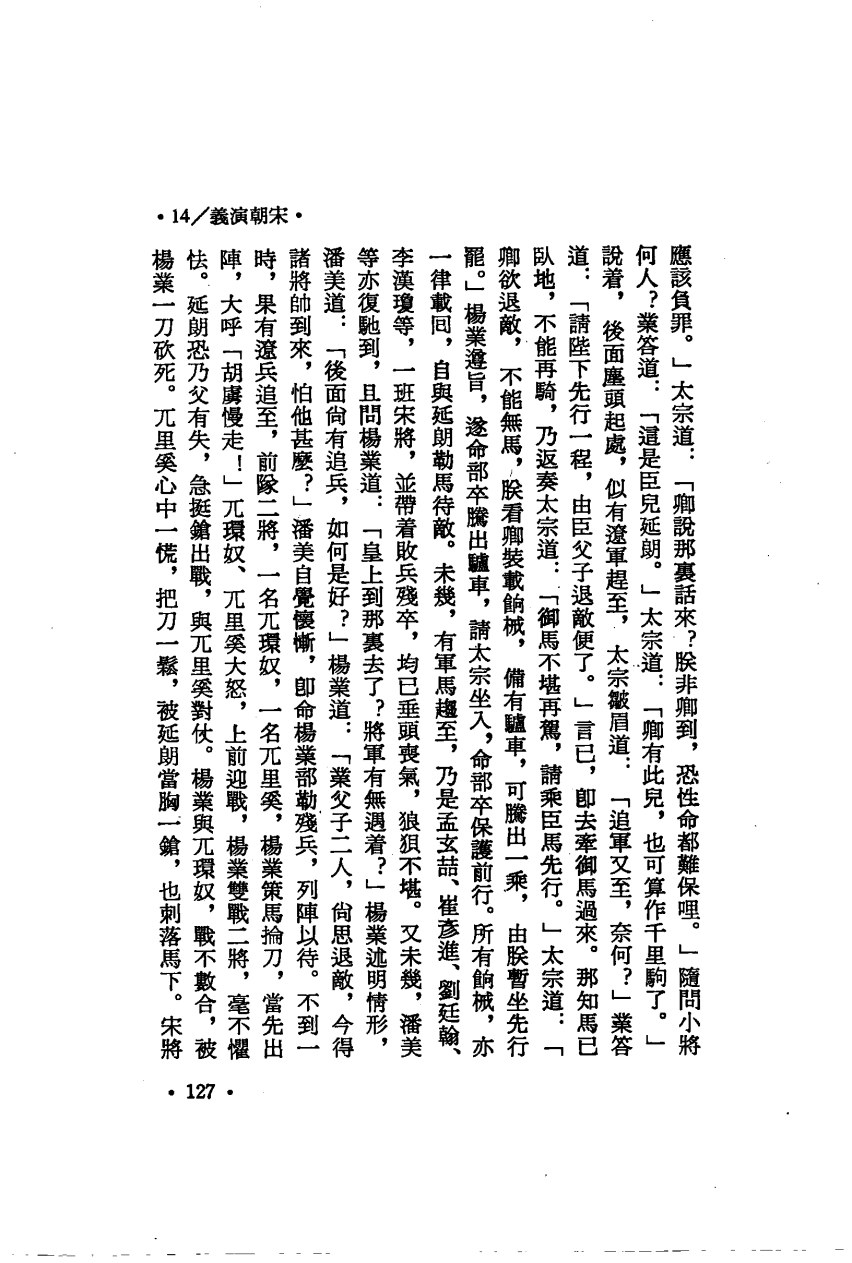 •14／義演朝宋•
應該負罪。」太宗道：「卿說那裏話來？朕非卿到，恐性命都難保哩。」隨問小將
何人？業答道：「這是臣兒延朗。」太宗道：「卿有此兒，也可算作千里駒了。」
說着，後面塵頭起處，似有遼軍趕至，太宗皺眉道：「追軍又至，奈何？」業答
道：「請陛下先行一程，由臣父子退敵便了。」言已，卽去牽御馬過來。那知馬已
臥地，不能再騎，乃返奏太宗道：「御馬不堪再駕，請乘臣馬先行。」太宗道：「
卿欲退敵，不能無馬，朕看卿裝載餉械，備有驢車，可騰出一乘，由朕暫坐先行
罷。」楊業遵旨，遂命部卒騰出驢車，請太宗坐入，命部卒保護前行。所有餉械，亦
一律載回，自與延朗勒馬待敵。未幾，有軍馬趨至，乃是孟玄喆、崔彥進、劉廷翰、
李漢瓊等，一班宋將，並帶着敗兵殘卒，均已垂頭喪氣，狼狽不堪。又未幾，潘美
等亦復馳到，且問楊業道：「皇上到那裏去了？將軍有無遇着？」楊業述明情形，
潘美道：「後面尙有追兵，如何是好？」楊業道：「業父子二人，尙思退敵，今得
諸將帥到來，怕他甚麼？」潘美自覺懷慚，卽命楊業部勒殘兵，列陣以待。不到一
時，果有遼兵追至，前隊二將，一名兀環奴，一名兀里奚，楊業策馬掄刀，當先出
陣，大呼「胡虜慢走！」兀環奴、兀里奚大怒，上前迎戰，楊業雙戰二將，毫不懼
怯。延朗恐乃父有失，急挺鎗出戰，與兀里奚對仗。楊業與兀環奴，戰不數合，被
楊業一刀砍死。兀里奚心中一慌，把刀一鬆，被延朗當胸一鎗，也刺落馬下。宋將
•127•